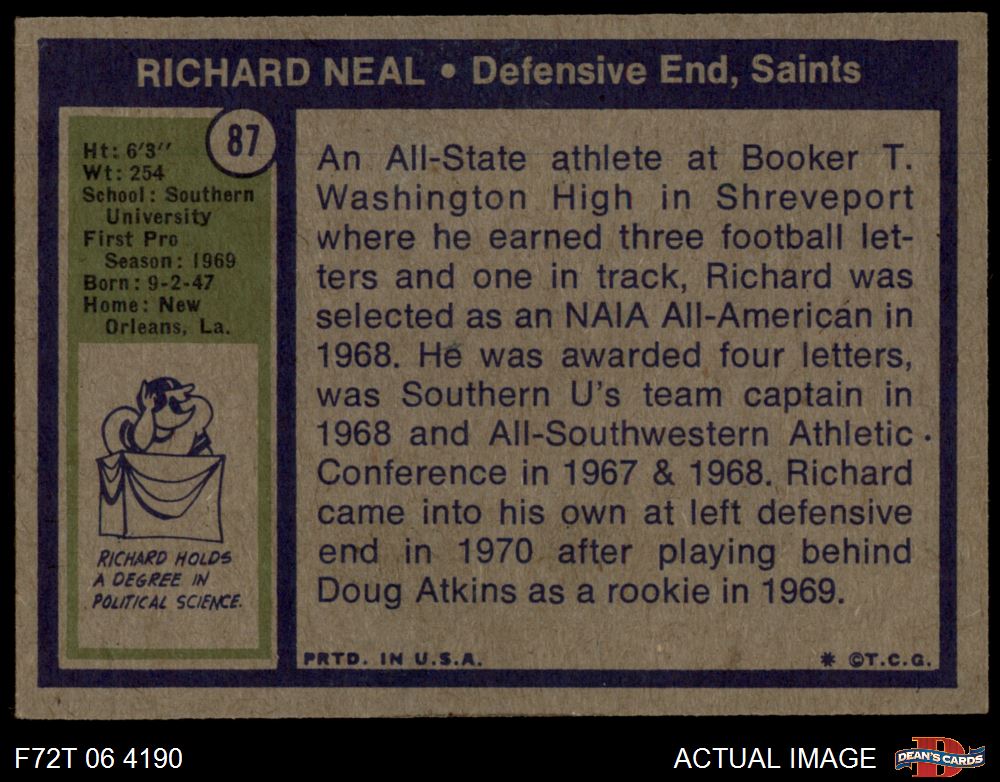 RICHARD NEAL • Defensive End, Saints
87
Ht: 6'3''
Wt: 254
School: Southern
University
First Pro
Season: 1969
Born: 9-2-47
Home: New
Orleans, La.
RICHARD HOLDS
A DEGREE IN
POLITICAL SCIENCE.
An All-State athlete at Booker T.
Washington High in Shreveport
where he earned three football let-
ters and one in track, Richard was
selected as an NAIA All-American in
1968. He was awarded four letters,
was Southern U's team captain in
1968 and All-Southwestern Athletic
Conference in 1967 & 1968. Richard
came into his own at left defensive
end in 1970 after playing behind
Doug Atkins as a rookie in 1969.
PRTD. IN U.S.A.
* ©T.C.G.
F72T 06 4190
ACTUAL IMAGE
D
DEAN'S CARDS